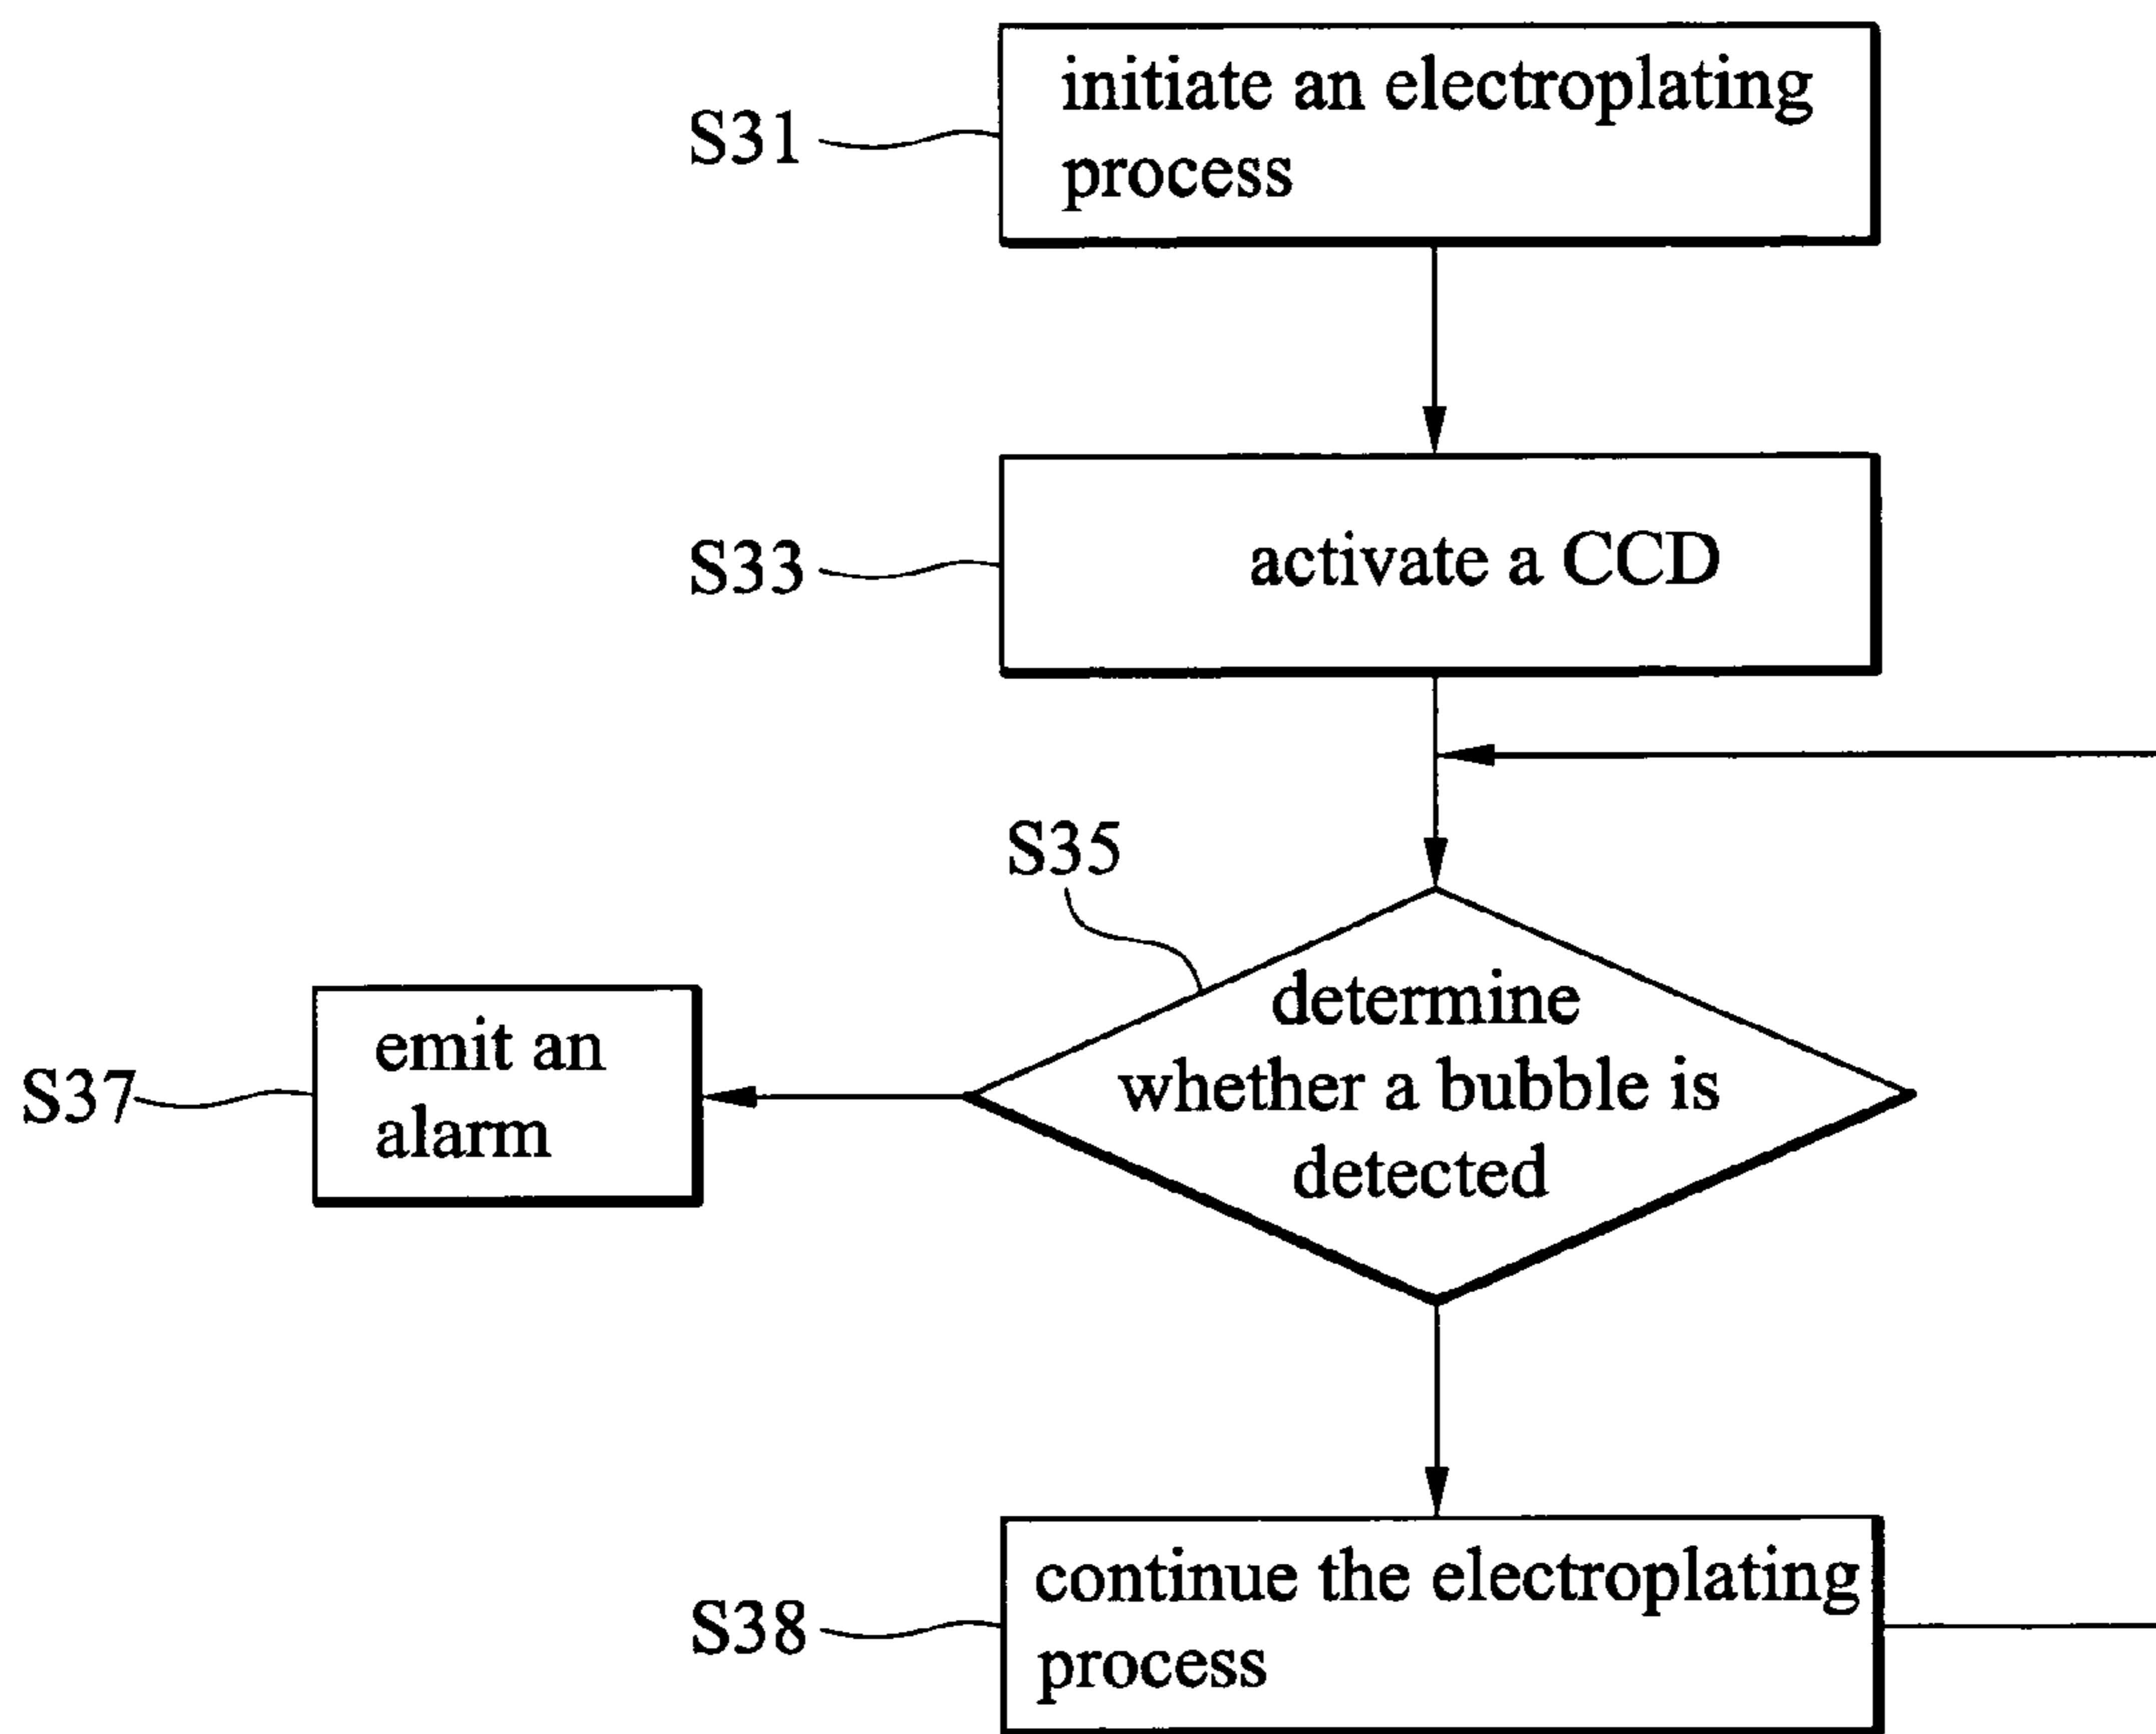 S31
initiate an electroplating
process
S33
activate a CCD
S35
determine
whether a bubble is
detected
S37
emit an
alarm
S38
continue the electroplating
process